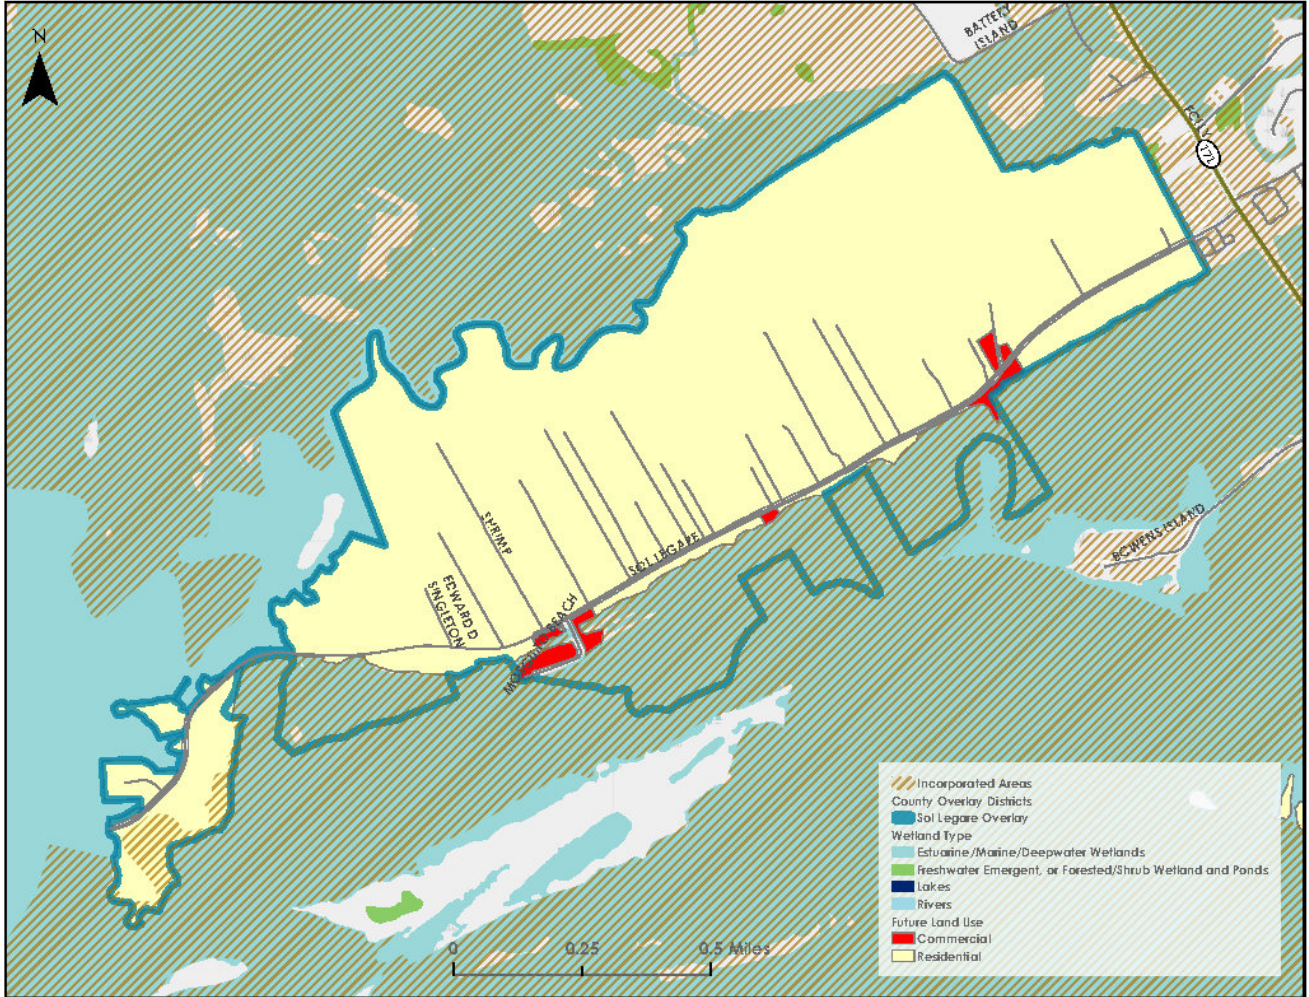 N
BATTERY
ISLAND
FOLLY
171
SHRIMP
SOL LEGARE
BOWENS ISLAND
EDWARD D
SINGLETON
MOSQUITO BEACH
Incorporated Areas
County Overlay Districts
Sol Legare Overlay
Wetland Type
Estuarine/Marine/Deepwater Wetlands
Freshwater Emergent, or Forested/Shrub Wetland and Ponds
Lakes
Rivers
Future Land Use
Commercial
Residential
0 0.25 0.5 Miles